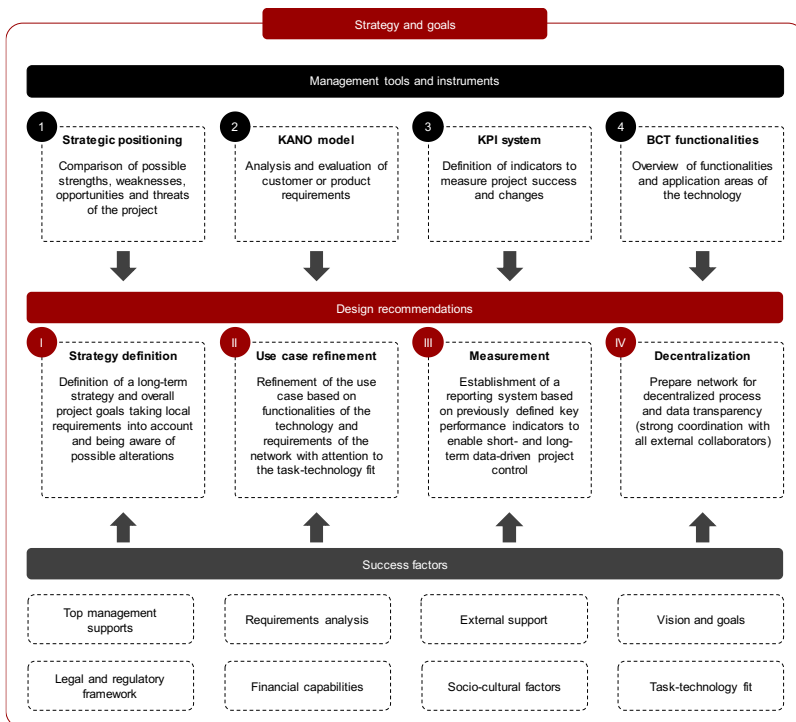 Strategy and goals
Management tools and instruments
1
Strategic positioning
Comparison of possible
strengths, weaknesses,
opportunities and threats
of the project
2
KANO model
Analysis and evaluation of
customer or product
requirements
3
KPI system
Definition of indicators to
measure project success
and changes
4
BCT functionalities
Overview of functionalities
and application areas of
the technology
Design recommendations
I
Strategy definition
Definition of a long-term
strategy and overall
project goals taking local
requirements into account
and being aware of
possible alterations
II
Use case refinement
Refinement of the use
case based on
functionalities of the
technology and
requirements of the
network with attention to
the task-technology fit
III
Measurement
Establishment of a
reporting system based
on previously defined key
performance indicators to
enable short- and long-
term data-driven project
control
IV
Decentralization
Prepare network for
decentralized process
and data transparency
(strong coordination with
all external collaborators)
Success factors
Top management
supports
Requirements analysis
External support
Vision and goals
Legal and regulatory
framework
Financial capabilities
Socio-cultural factors
Task-technology fit